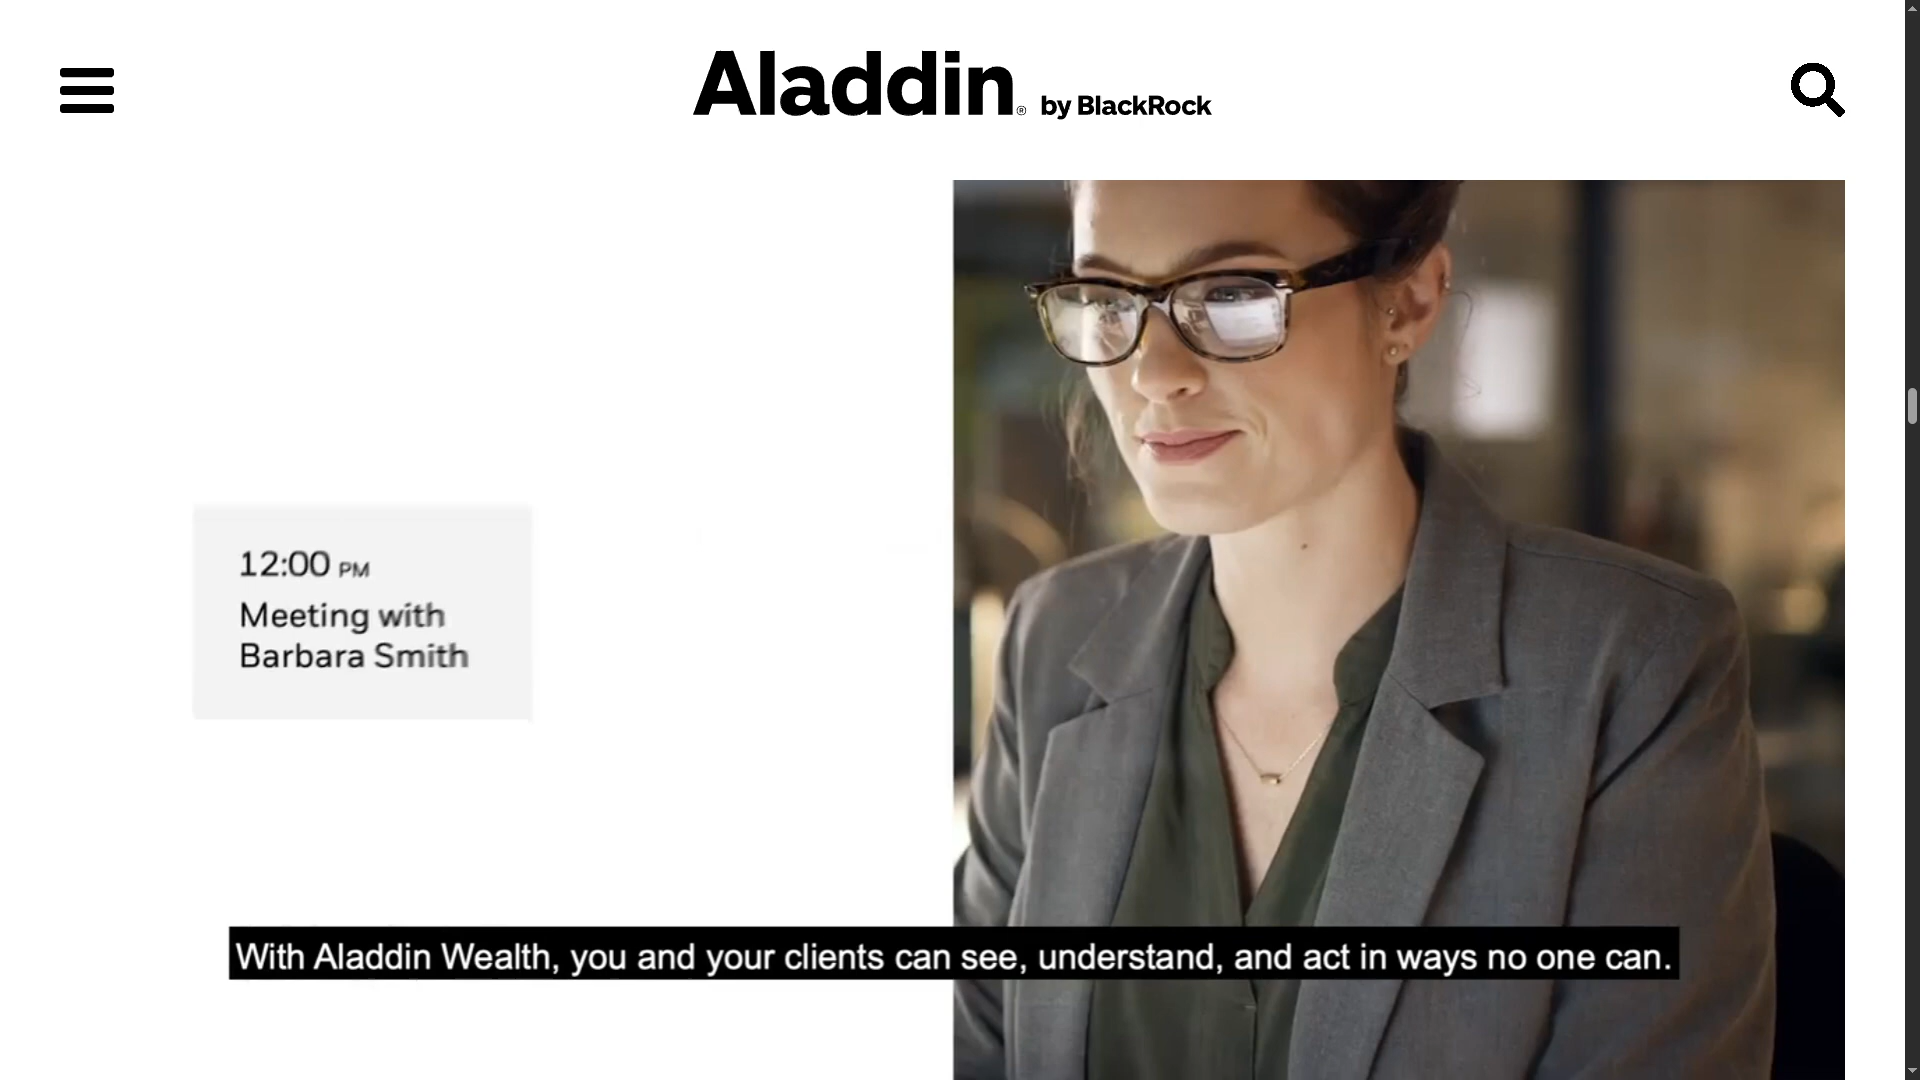 Aladdin® by BlackRock
12:00 PM
Meeting with
Barbara Smith
With Aladdin Wealth, you and your clients can see, understand, and act in ways no one can.